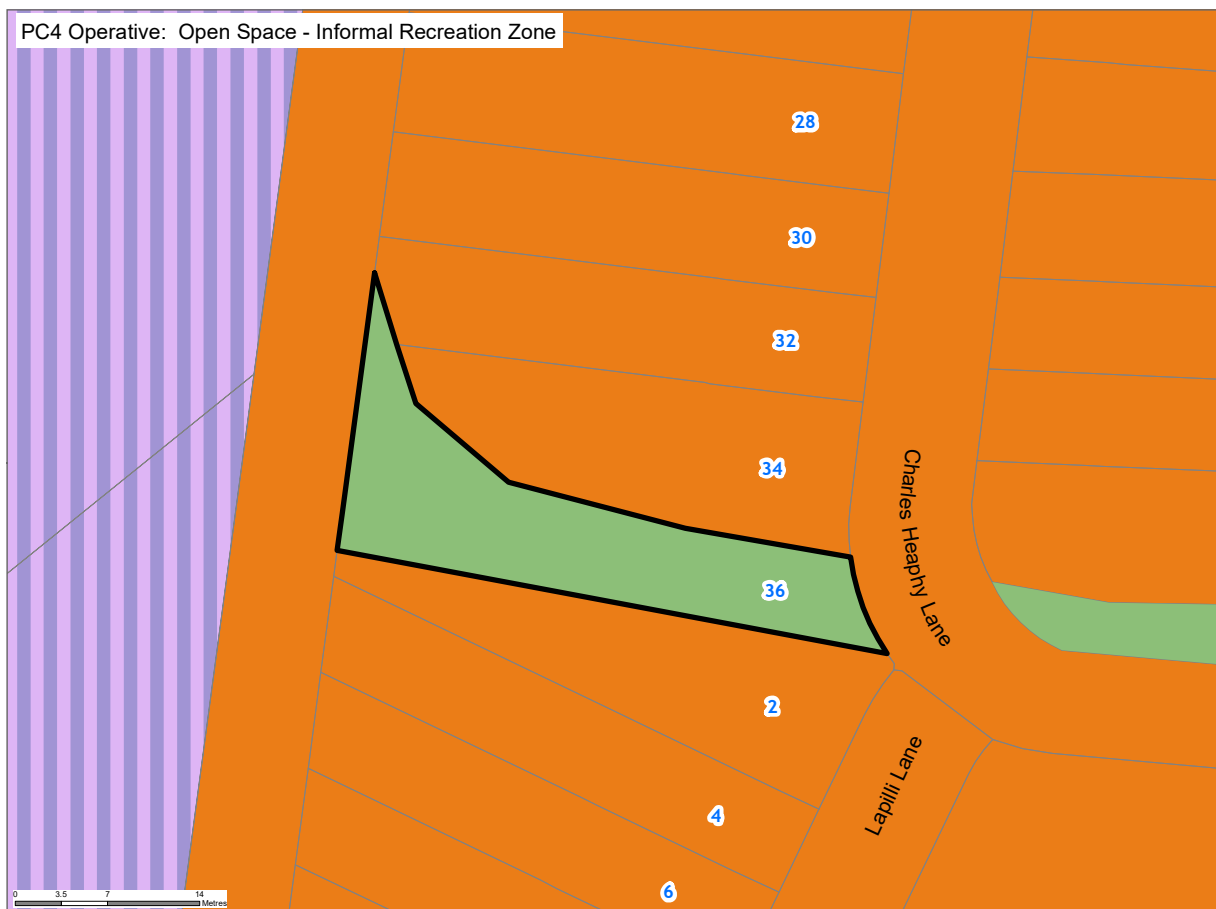 PC4 Operative:  Open Space - Informal Recreation Zone
28
30
32
34
Charles Heaphy Lane
36
2
Lapilli Lane
4
6
0 3.5 7 14
Metres